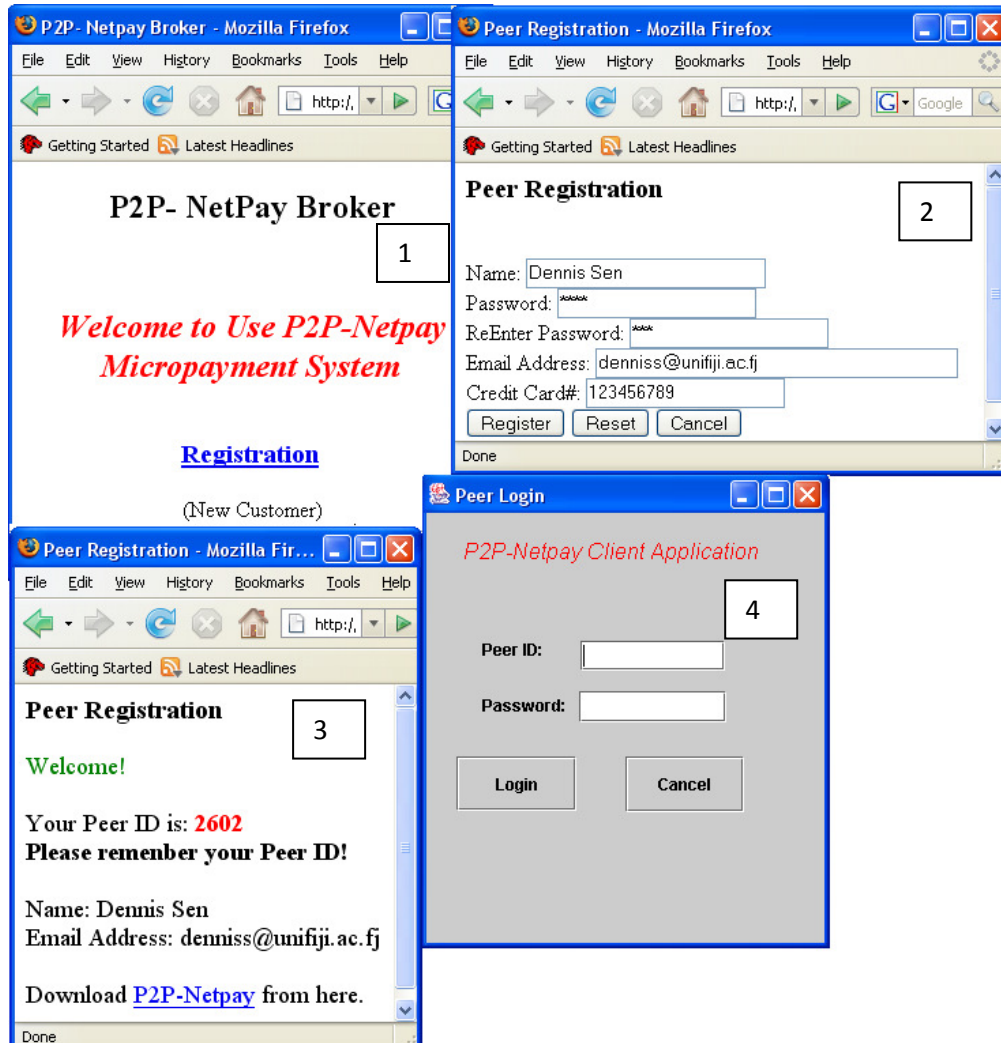 P2P- Netpay Broker - Mozilla Firefox
File Edit View History Bookmarks Tools Help
http:/,
Getting Started Latest Headlines
P2P- NetPay Broker
1
Welcome to Use P2P-Netpay
Micropayment System
Registration
(New Customer)
Peer Registration - Mozilla Firefox
File Edit View History Bookmarks Tools Help
http:/, G Google
Getting Started Latest Headlines
Peer Registration
2
Name: Dennis Sen
Password: ****
ReEnter Password: ****
Email Address: denniss@unifiji.ac.fj
Credit Card#: 123456789
Register Reset Cancel
Done
Peer Registration - Mozilla Fir...
File Edit View History Bookmarks Tools Help
http:/,
Getting Started Latest Headlines
Peer Registration
3
Welcome!
Your Peer ID is: 2602
Please remenber your Peer ID!
Name: Dennis Sen
Email Address: denniss@unifiji.ac.fj
Download P2P-Netpay from here.
Done
Peer Login
P2P-Netpay Client Application
4
Peer ID:
Password:
Login Cancel